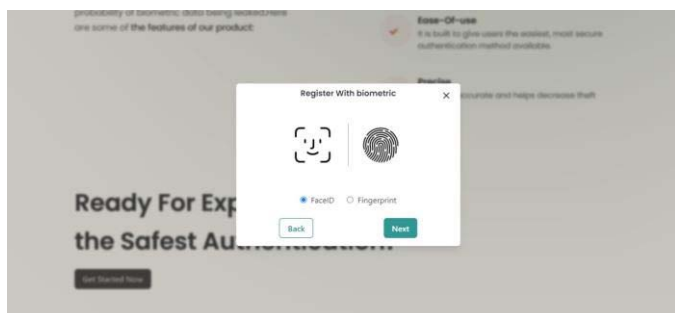 probability of biometric data being leaked.Here
are some of the features of our product:
Ease-Of-use
It is built to give users the easiest, most secure
authentication method available.
Precise
accurate and helps decrease theft
Register With biometric
×
FaceID
Fingerprint
Back
Next
Ready For Exp
the Safest Authentication?
Get Started Now